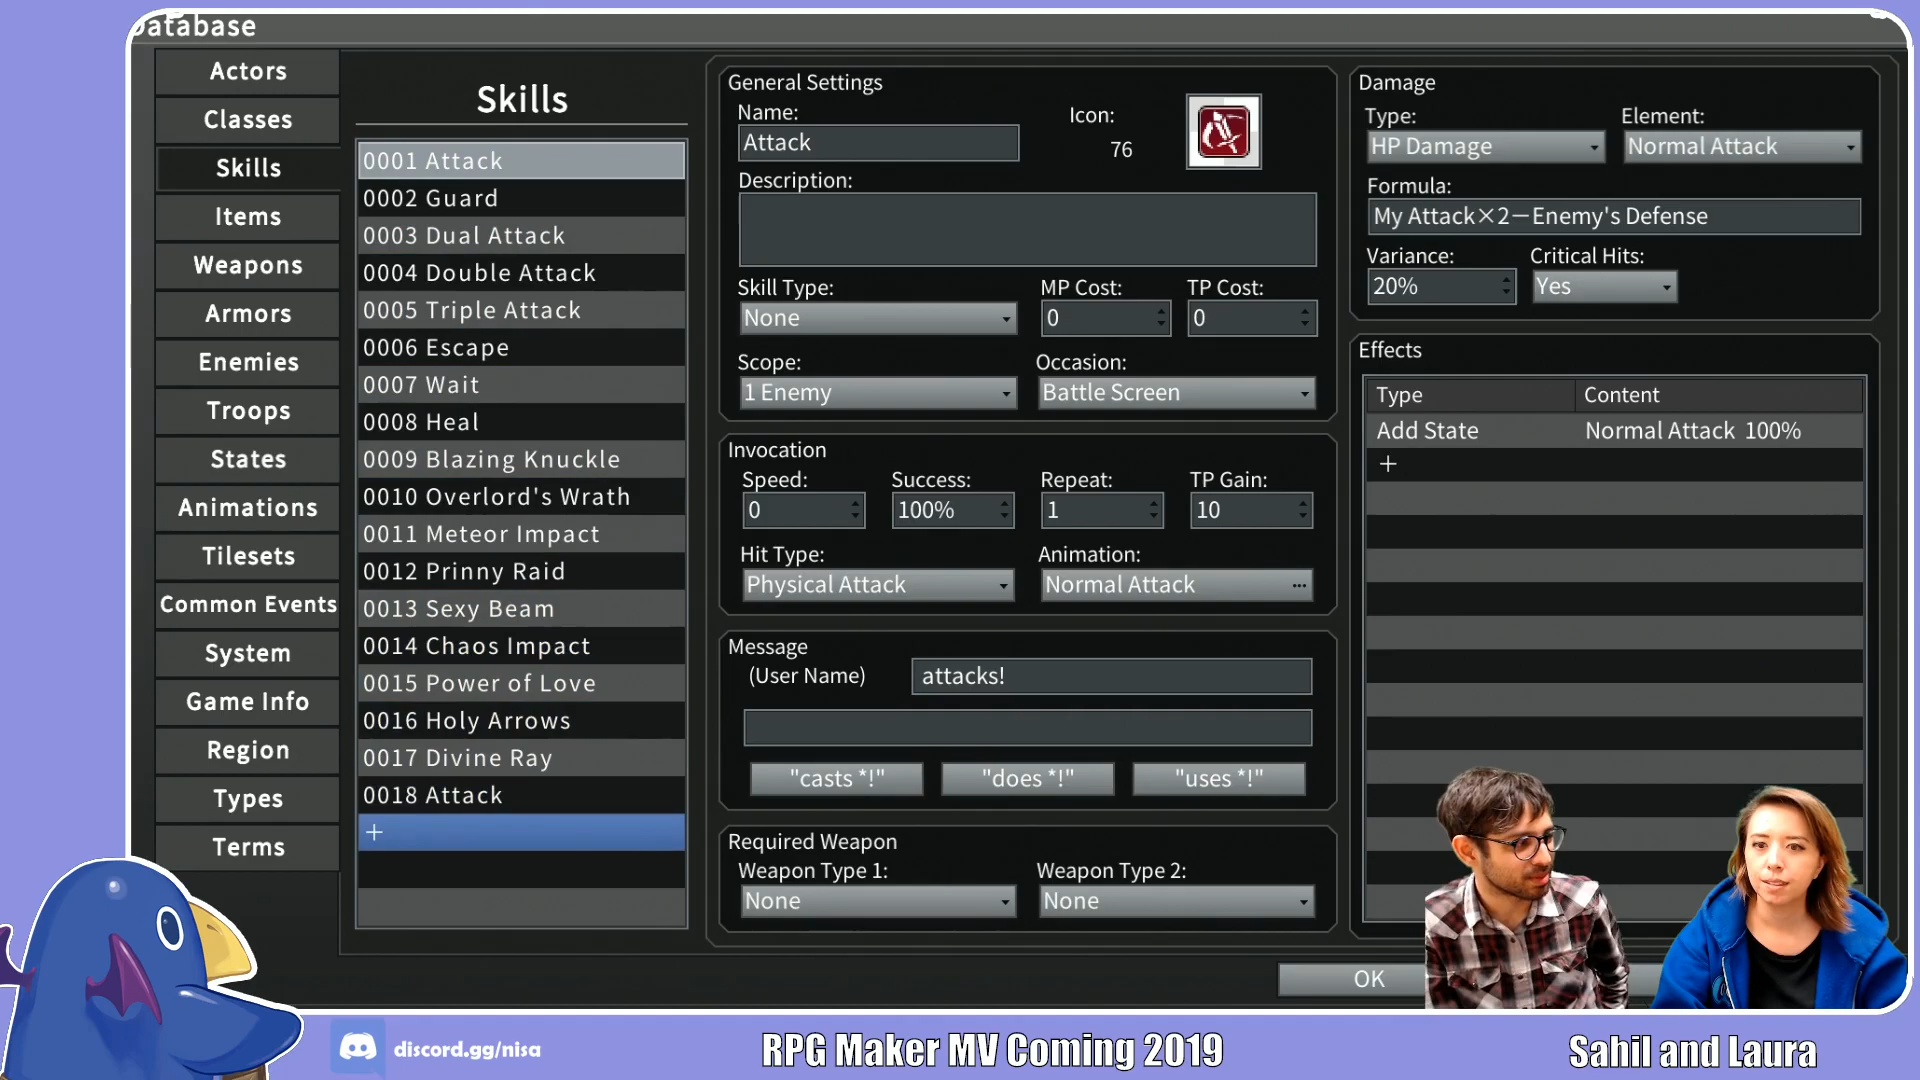 Database
Actors
Classes
Skills
Items
Weapons
Armors
Enemies
Troops
States
Animations
Tilesets
Common Events
System
Game Info
Region
Types
Terms
Skills
0001 Attack
0002 Guard
0003 Dual Attack
0004 Double Attack
0005 Triple Attack
0006 Escape
0007 Wait
0008 Heal
0009 Blazing Knuckle
0010 Overlord's Wrath
0011 Meteor Impact
0012 Prinny Raid
0013 Sexy Beam
0014 Chaos Impact
0015 Power of Love
0016 Holy Arrows
0017 Divine Ray
0018 Attack
+
General Settings
Name:
Attack
Icon:
76
Description:
Skill Type:
None
MP Cost:
0
TP Cost:
0
Scope:
1 Enemy
Occasion:
Battle Screen
Invocation
Speed:
0
Success:
100%
Repeat:
1
TP Gain:
10
Hit Type:
Physical Attack
Animation:
Normal Attack ...
Message
(User Name)
attacks!
"casts *!"
"does *!"
"uses *!"
Required Weapon
Weapon Type 1:
None
Weapon Type 2:
None
Damage
Type:
HP Damage
Element:
Normal Attack
Formula:
My Attack×2−Enemy's Defense
Variance:
20%
Critical Hits:
Yes
Effects
Type Content
Add State Normal Attack 100%
+
OK
discord.gg/nisa
RPG Maker MV Coming 2019
Sahil and Laura